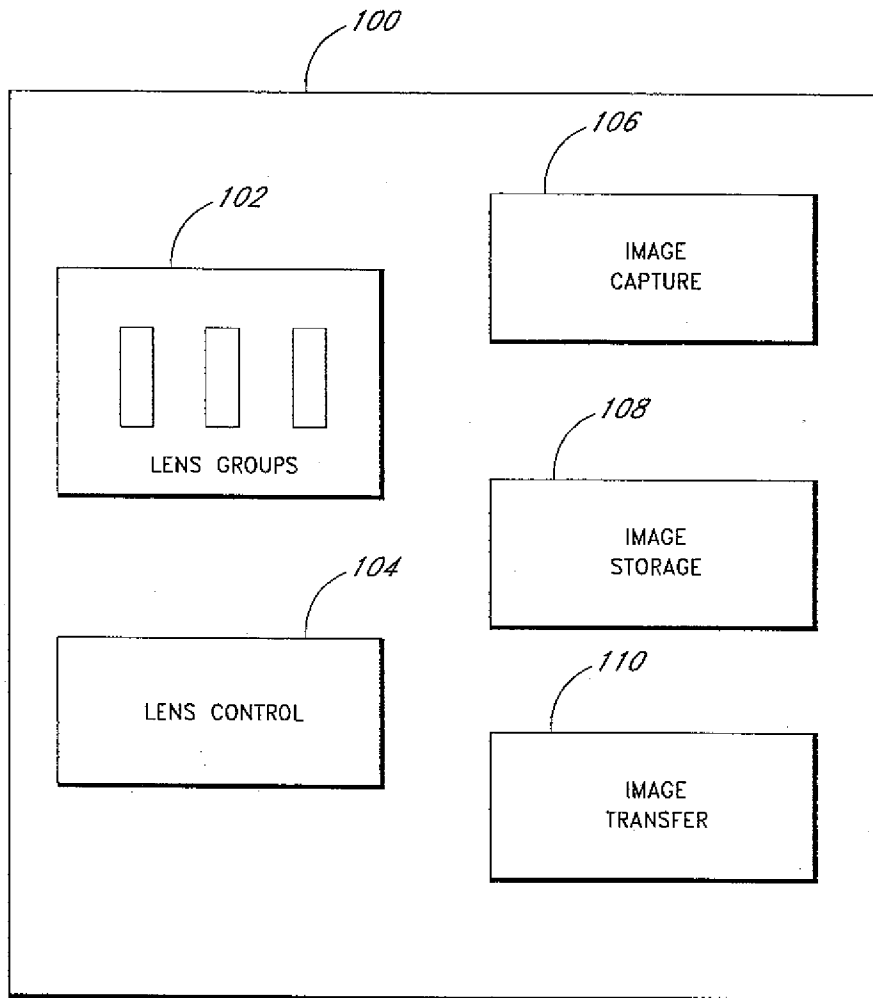 100
102
LENS GROUPS
104
LENS CONTROL
106
IMAGE
CAPTURE
108
IMAGE
STORAGE
110
IMAGE
TRANSFER